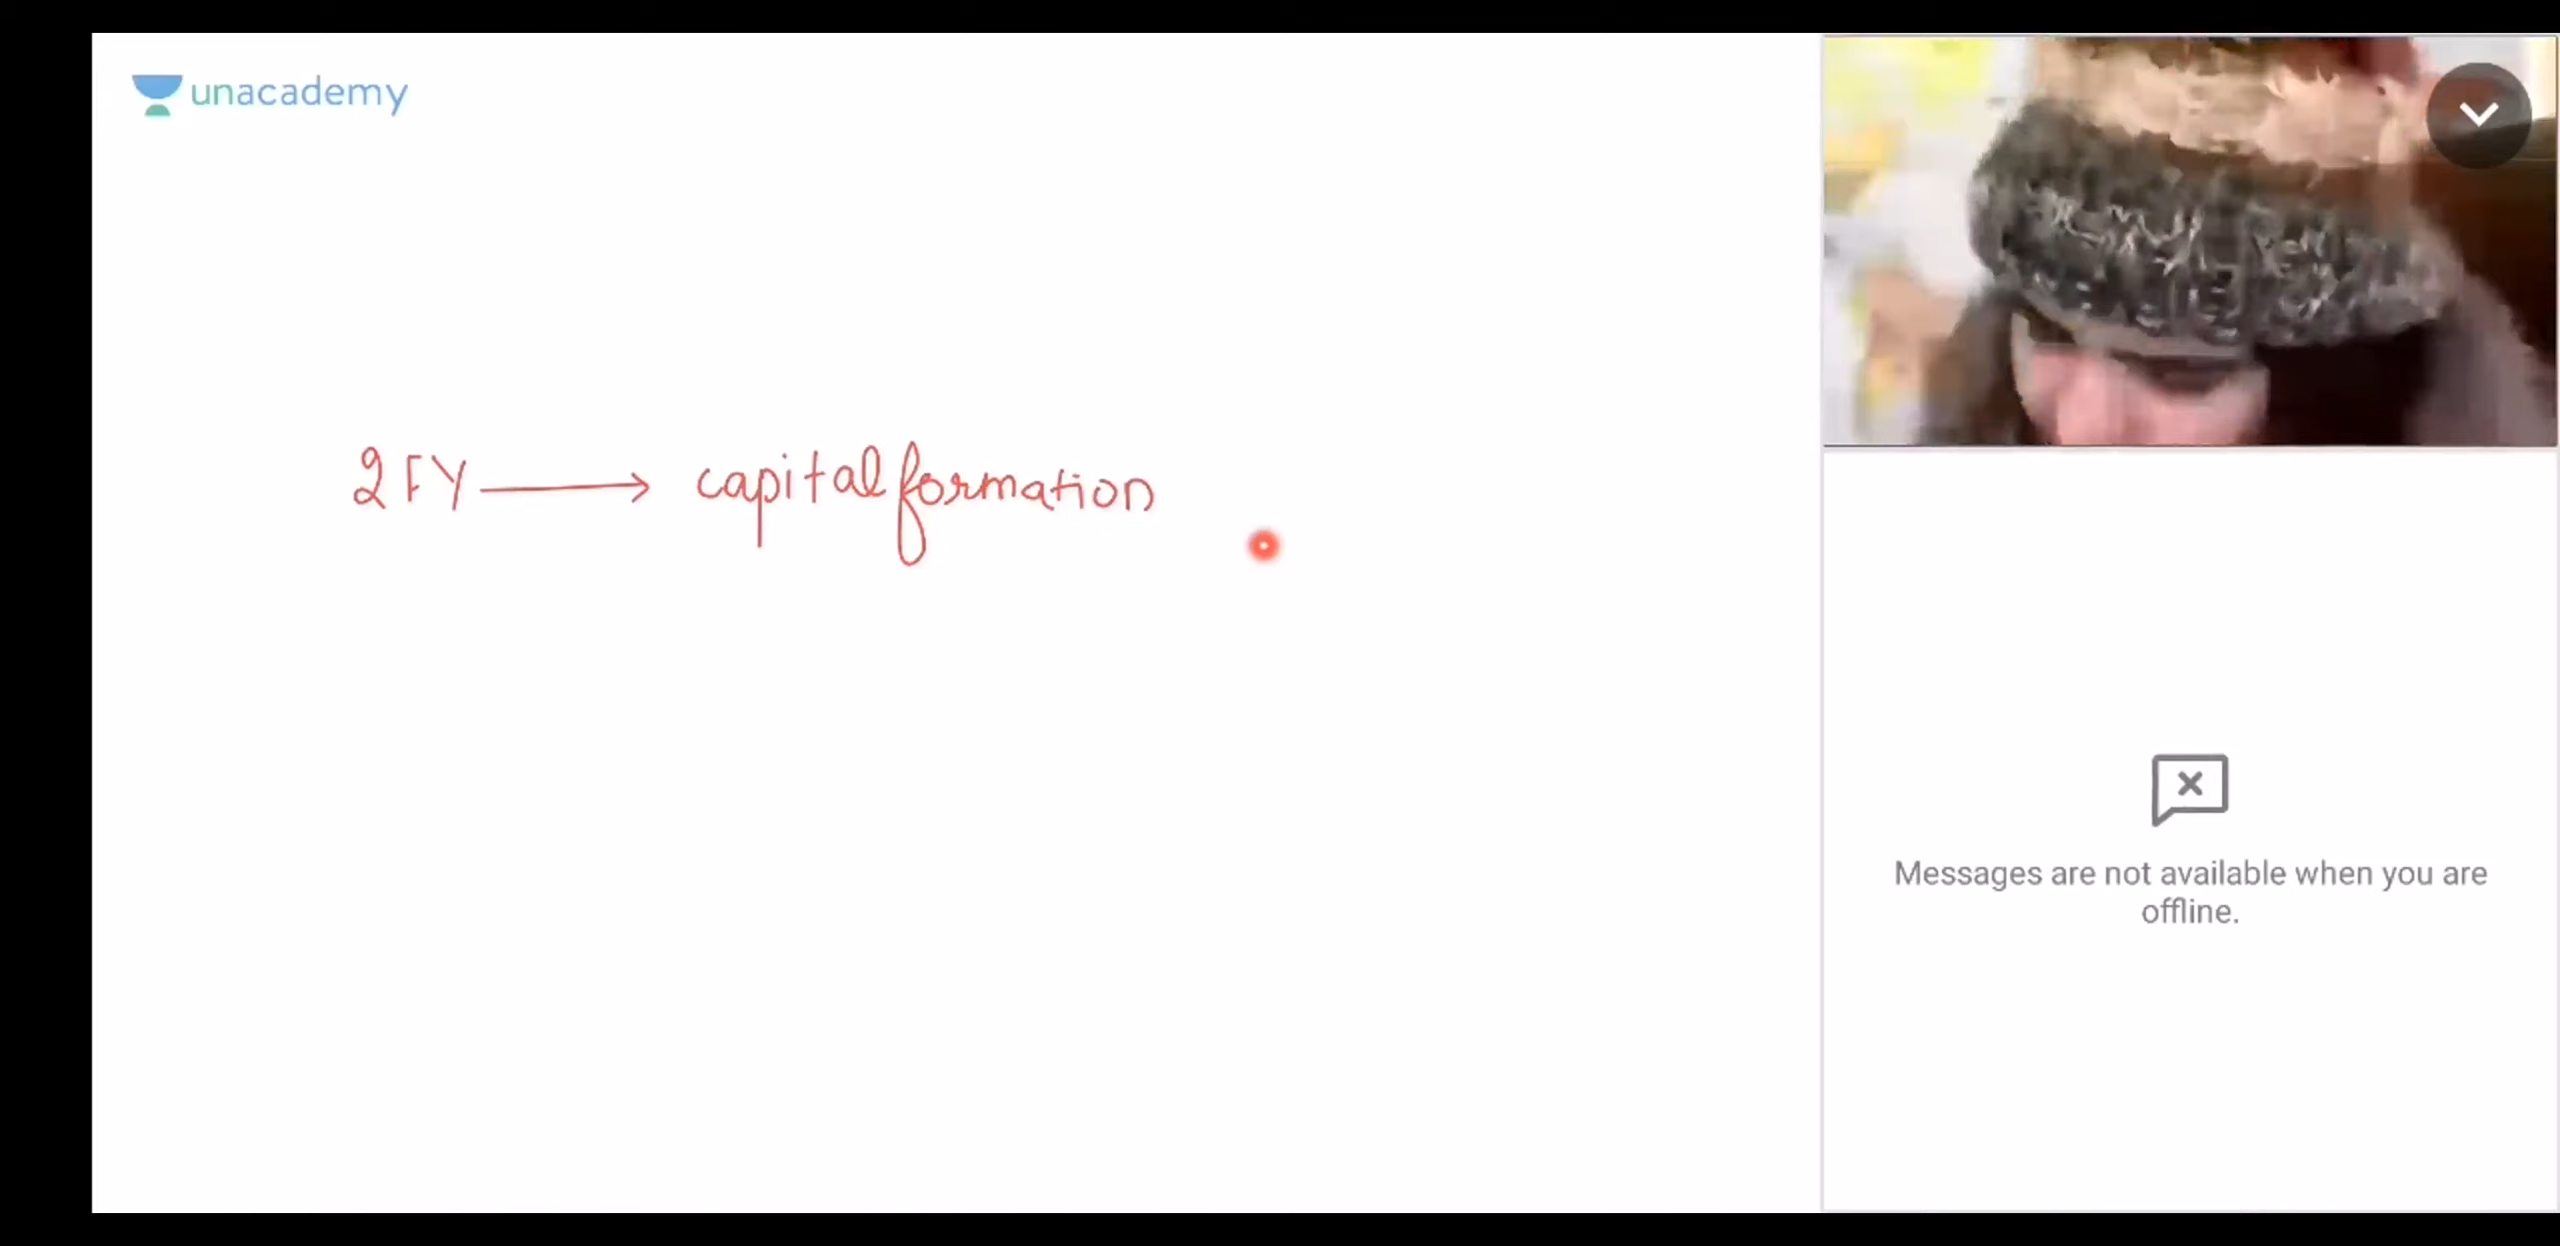 unacademy
2FY → capital formation
Messages are not available when you are
offline.